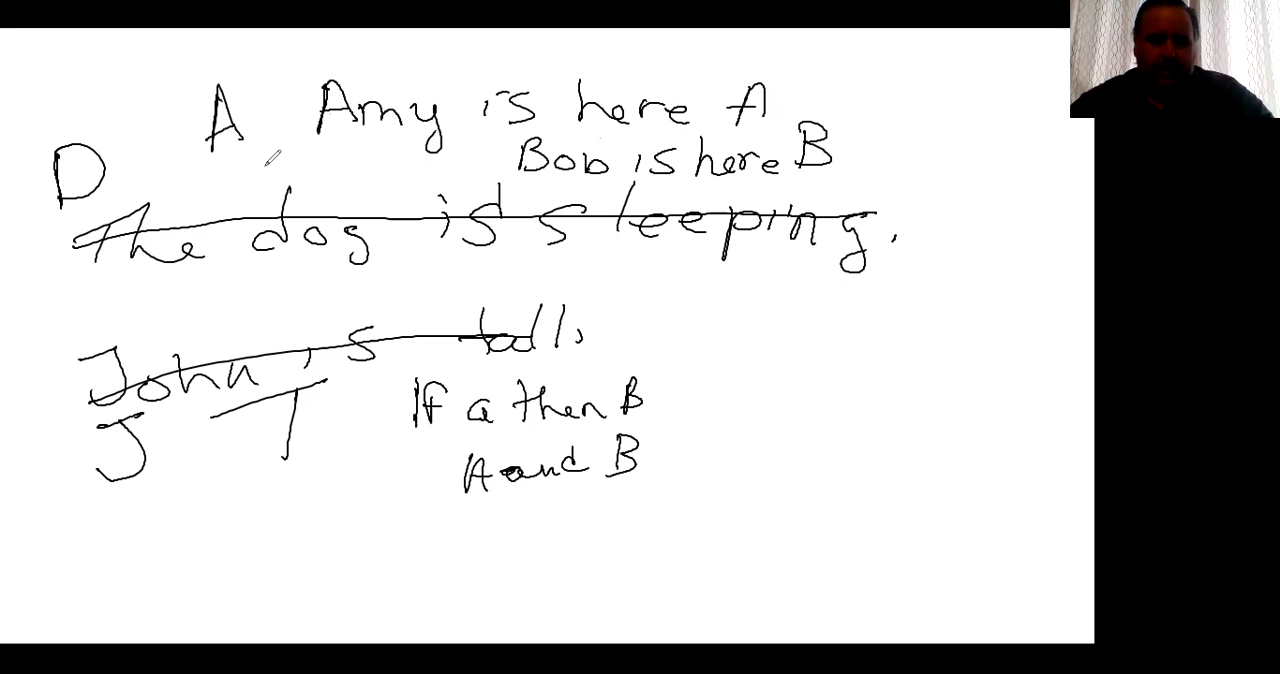 A Amy is here A
Bob is here B
D
The dog is sleeping.
John is tall.
J T
If a then B
A and B